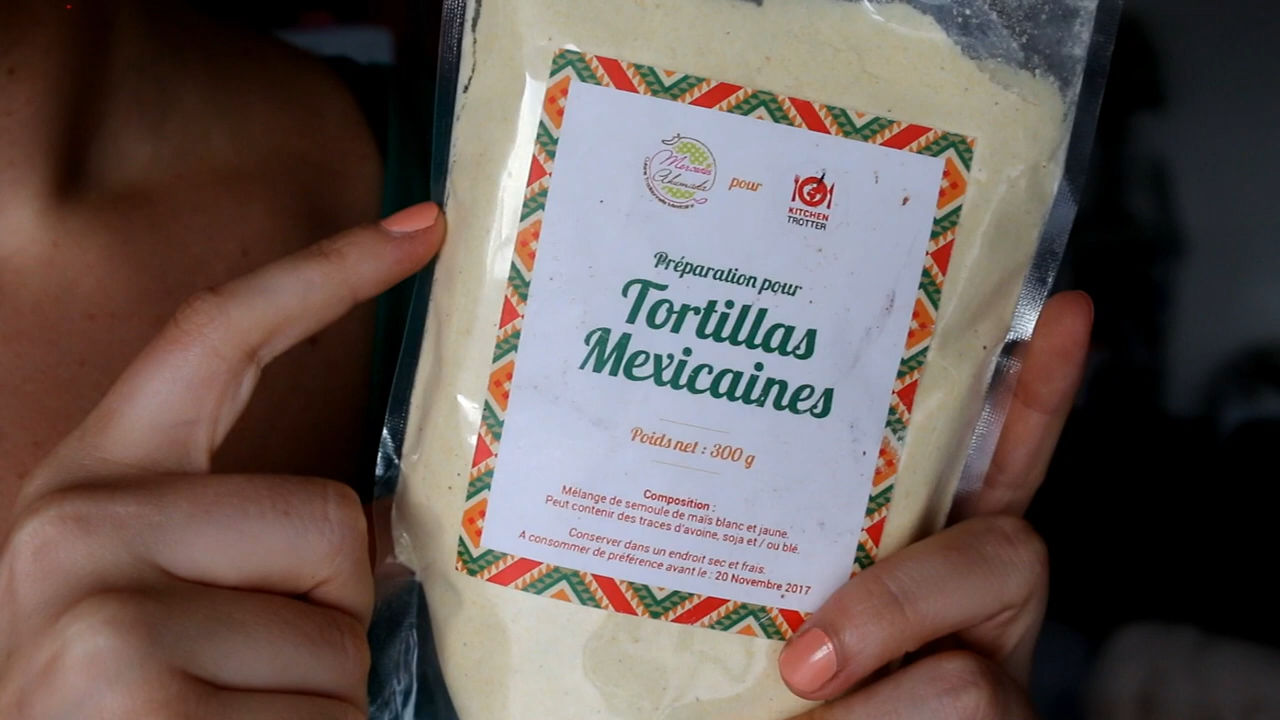 Mercado Alameda
pour
KITCHEN
TROTTER
Préparation pour
Tortillas
Mexicaines
Poids net : 300 g
Composition :
Mélange de semoule de maïs blanc et jaune.
Peut contenir des traces d'avoine, soja et / ou blé.
Conserver dans un endroit sec et frais.
A consommer de préférence avant le : 20 Novembre 2017